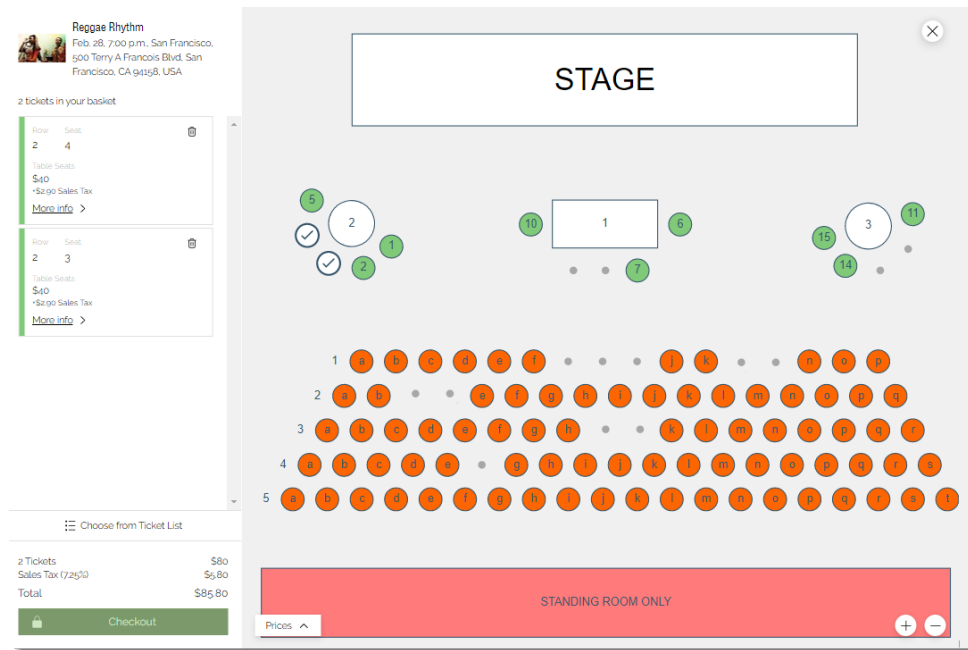 Reggae Rhythm
Feb. 28, 7:00 p.m., San Francisco,
500 Terry A Francois Blvd, San
Francisco, CA 94158, USA
2 tickets in your basket
Row Seat
2 4
Table Seats
$40
+$2.90 Sales Tax
More info >
Row Seat
2 3
Table Seats
$40
+$2.90 Sales Tax
More info >
Choose from Ticket List
2 Tickets $80
Sales Tax (7.25%) $5.80
Total $85.80
Checkout
STAGE
5
2
1
2
10 1 6
7
11
3
15
14
1 a b c d e f j k n o p
2 a b e f g h i j k l m n o p q
3 a b c d e f g h k l m n o p q r
4 a b c d e g h i j k l m n o p q r s
5 a b c d e f g h i j k l m n o p q r s t
STANDING ROOM ONLY
Prices